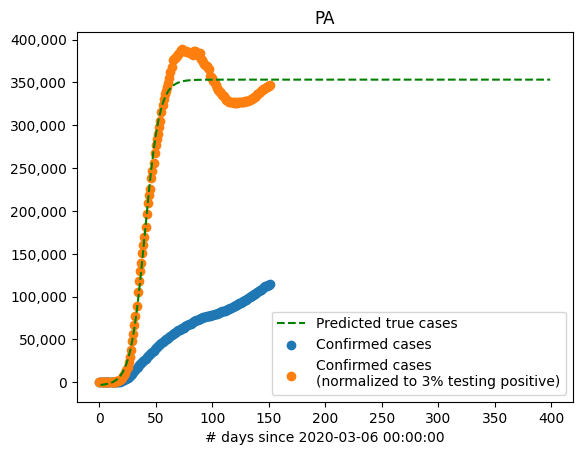 PA
400,000
350,000
300,000
250,000
200,000
150,000
100,000
50,000
0
Predicted true cases
Confirmed cases
Confirmed cases
(normalized to 3% testing positive)
0 50 100 150 200 250 300 350 400
# days since 2020-03-06 00:00:00